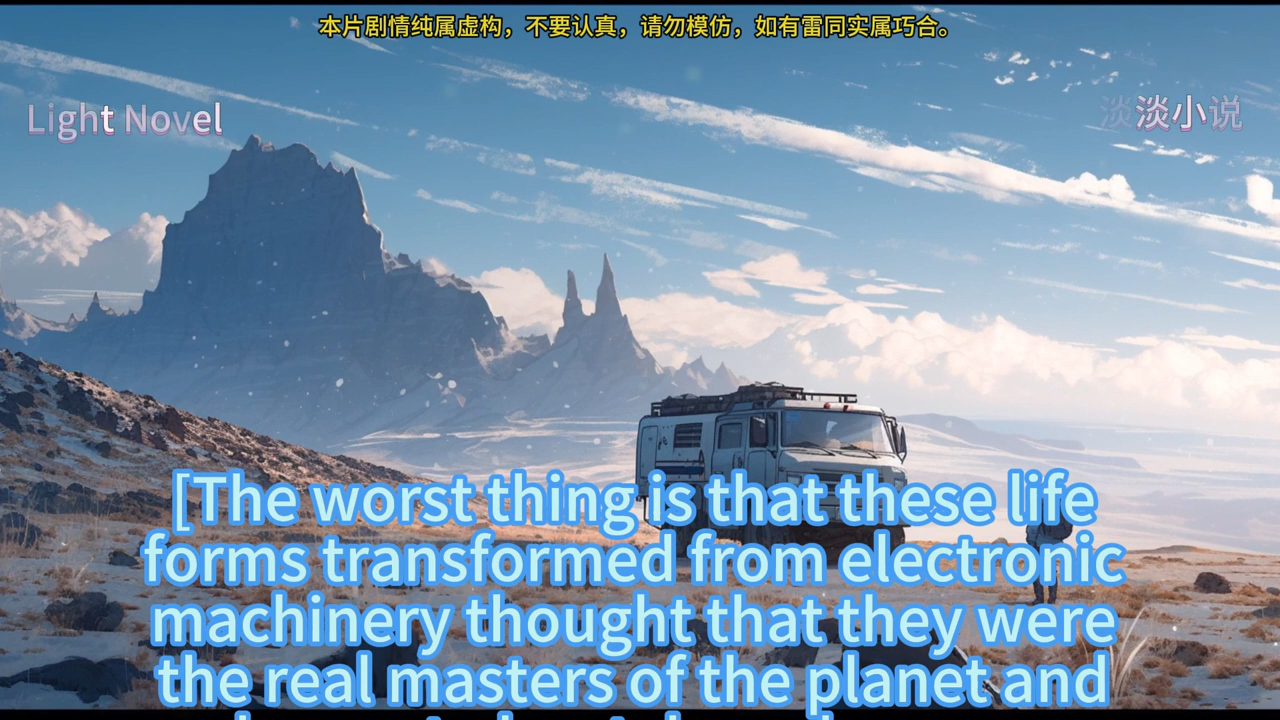 本片剧情纯属虚构，不要认真，请勿模仿，如有雷同实属巧合。
Light Novel
淡淡小说
[The worst thing is that these life
forms transformed from electronic
machinery thought that they were
the real masters of the planet and